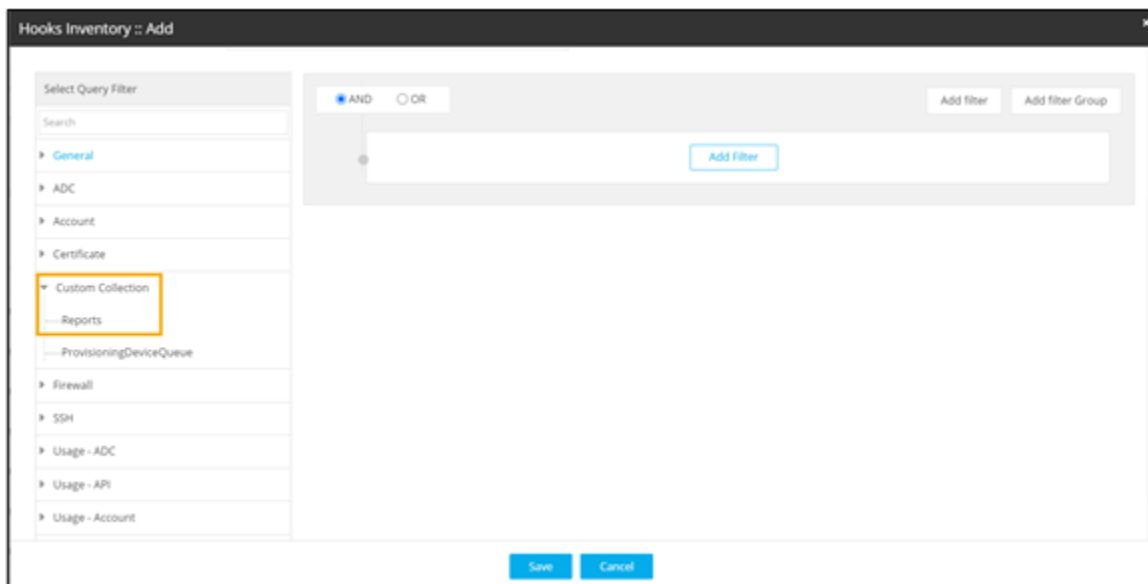 Hooks Inventory :: Add
Select Query Filter
Search
General
ADC
Account
Certificate
Custom Collection
Reports
ProvisioningDeviceQueue
Firewall
SSH
Usage - ADC
Usage - API
Usage - Account
AND OR
Add filter Add filter Group
Add Filter
Save Cancel